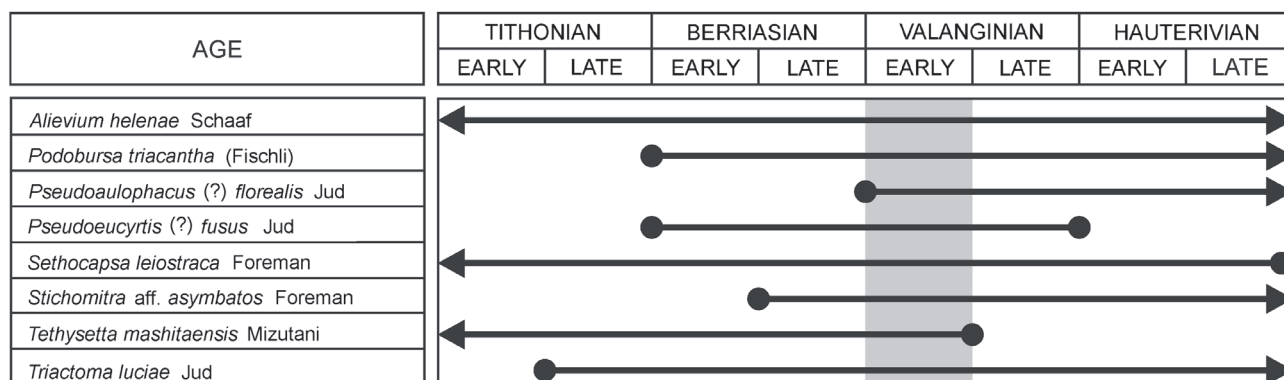 AGE
TITHONIAN BERRIASIAN VALANGINIAN HAUTERIVIAN
EARLY LATE EARLY LATE EARLY LATE EARLY LATE
Alievium helenae Schaaf
Podobursa triacantha (Fischli)
Pseudoaulophacus (?) florealis Jud
Pseudoeucyrtis (?) fusus Jud
Sethocapsa leiostraca Foreman
Stichomitra aff. asymbatos Foreman
Tethysetta mashitaensis Mizutani
Triactoma luciae Jud